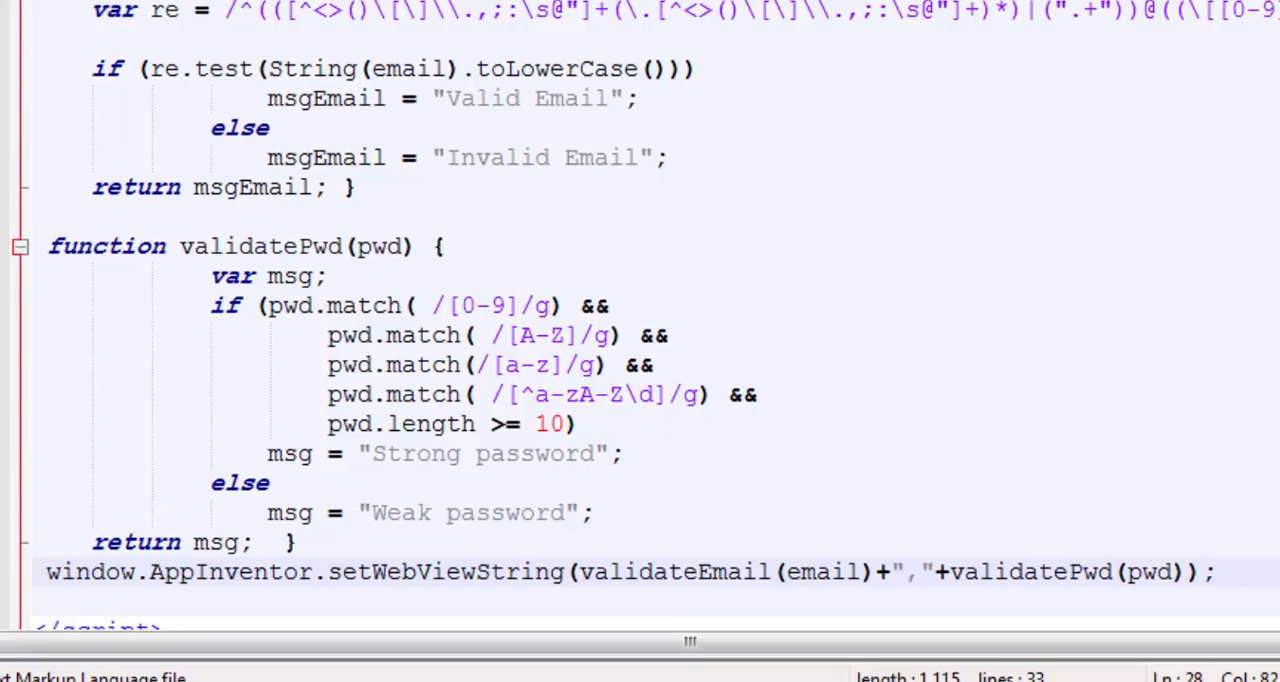 var re = /^(([^<>()\[\]\\.,;:\s@"]+(\.[^<>()\[\]\\.,;:\s@"]+)*)|(".+"))@((\[[0-9]
if (re.test(String(email).toLowerCase()))
msgEmail = "Valid Email";
else
msgEmail = "Invalid Email";
return msgEmail; }
function validatePwd(pwd) {
var msg;
if (pwd.match( /[0-9]/g) &&
pwd.match( /[A-Z]/g) &&
pwd.match(/[a-z]/g) &&
pwd.match( /[^a-zA-Z\d]/g) &&
pwd.length >= 10)
msg = "Strong password";
else
msg = "Weak password";
return msg;  }
window.AppInventor.setWebViewString(validateEmail(email)+","+validatePwd(pwd));
</script>
xt Markup Language file length : 1,115 lines : 33 Ln : 28 Col : 82